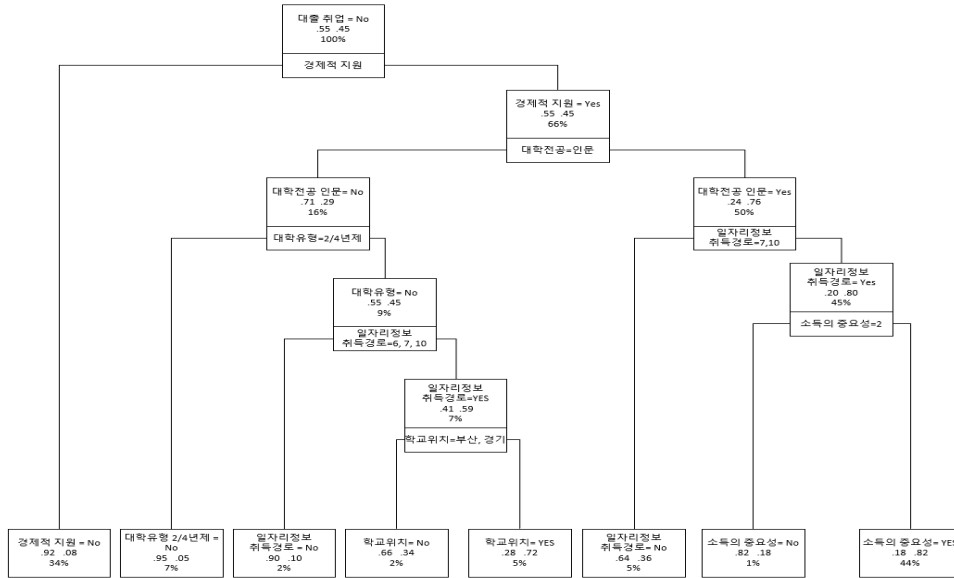 대졸 취업 = No
.55 .45
100%
경제적 지원
경제적 지원 = Yes
.55 .45
66%
대학전공=인문
대학전공 인문= No
.71 .29
16%
대학유형=2/4년제
대학전공 인문= Yes
.24 .76
50%
일자리정보
취득경로=7,10
일자리정보
취득경로= Yes
.20 .80
45%
소득의 중요성=2
대학유형= No
.55 .45
9%
일자리정보
취득경로=6, 7, 10
일자리정보
취득경로=YES
.41 .59
7%
학교위치=부산, 경기
경제적 지원 = No
.92 .08
34%
대학유형 2/4년제 =
No
.95 .05
7%
일자리정보
취득경로= No
.90 .10
2%
학교위치= No
.66 .34
2%
학교위치= YES
.28 .72
5%
일자리정보
취득경로= No
.64 .36
5%
소득의 중요성= No
.82 .18
1%
소득의 중요성= YES
.18 .82
44%